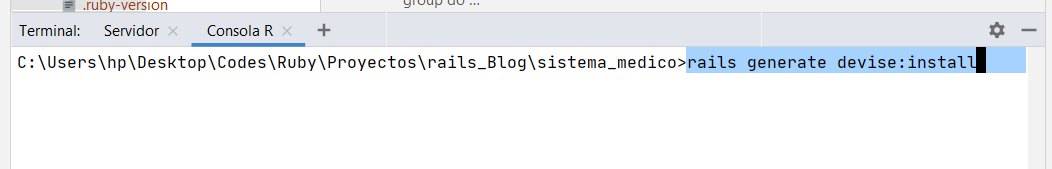 .ruby-version
group do ...
Terminal: Servidor × Consola R × +
C:\Users\hp\Desktop\Codes\Ruby\Proyectos\rails_Blog\sistema_medico>rails generate devise:install